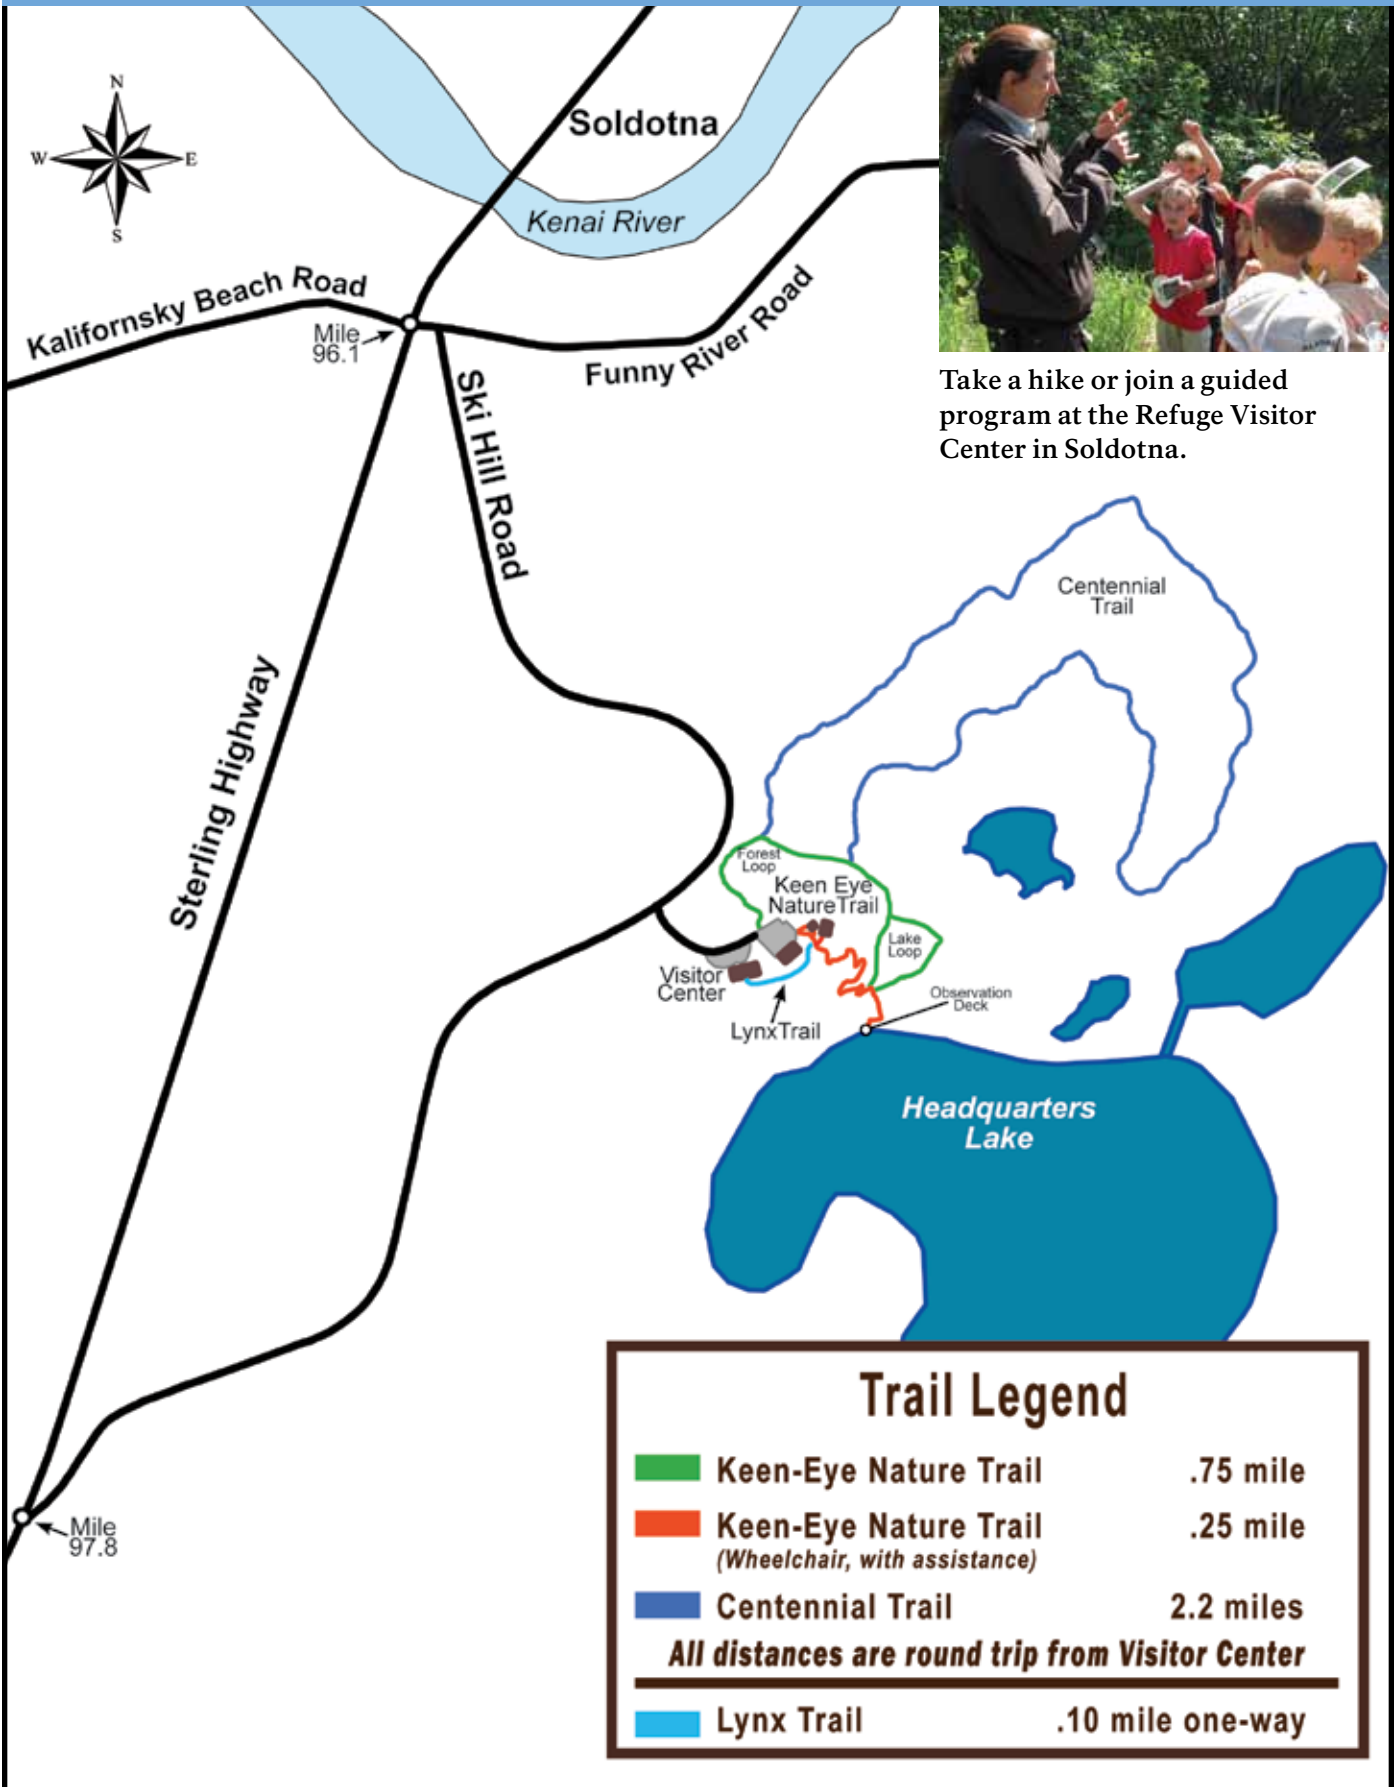 N
W
E
S
Soldotna
Kenai River
Kalifornsky Beach Road
Mile
96.1
Funny River Road
Ski Hill Road
Take a hike or join a guided
program at the Refuge Visitor
Center in Soldotna.
Centennial
Trail
Sterling Highway
Forest
Loop
Keen Eye
NatureTrail
Lake
Loop
Visitor
Center
Observation
Deck
LynxTrail
Headquarters
Lake
Mile
97.8
Trail Legend
Keen-Eye Nature Trail .75 mile
Keen-Eye Nature Trail .25 mile
(Wheelchair, with assistance)
Centennial Trail 2.2 miles
All distances are round trip from Visitor Center
Lynx Trail .10 mile one-way